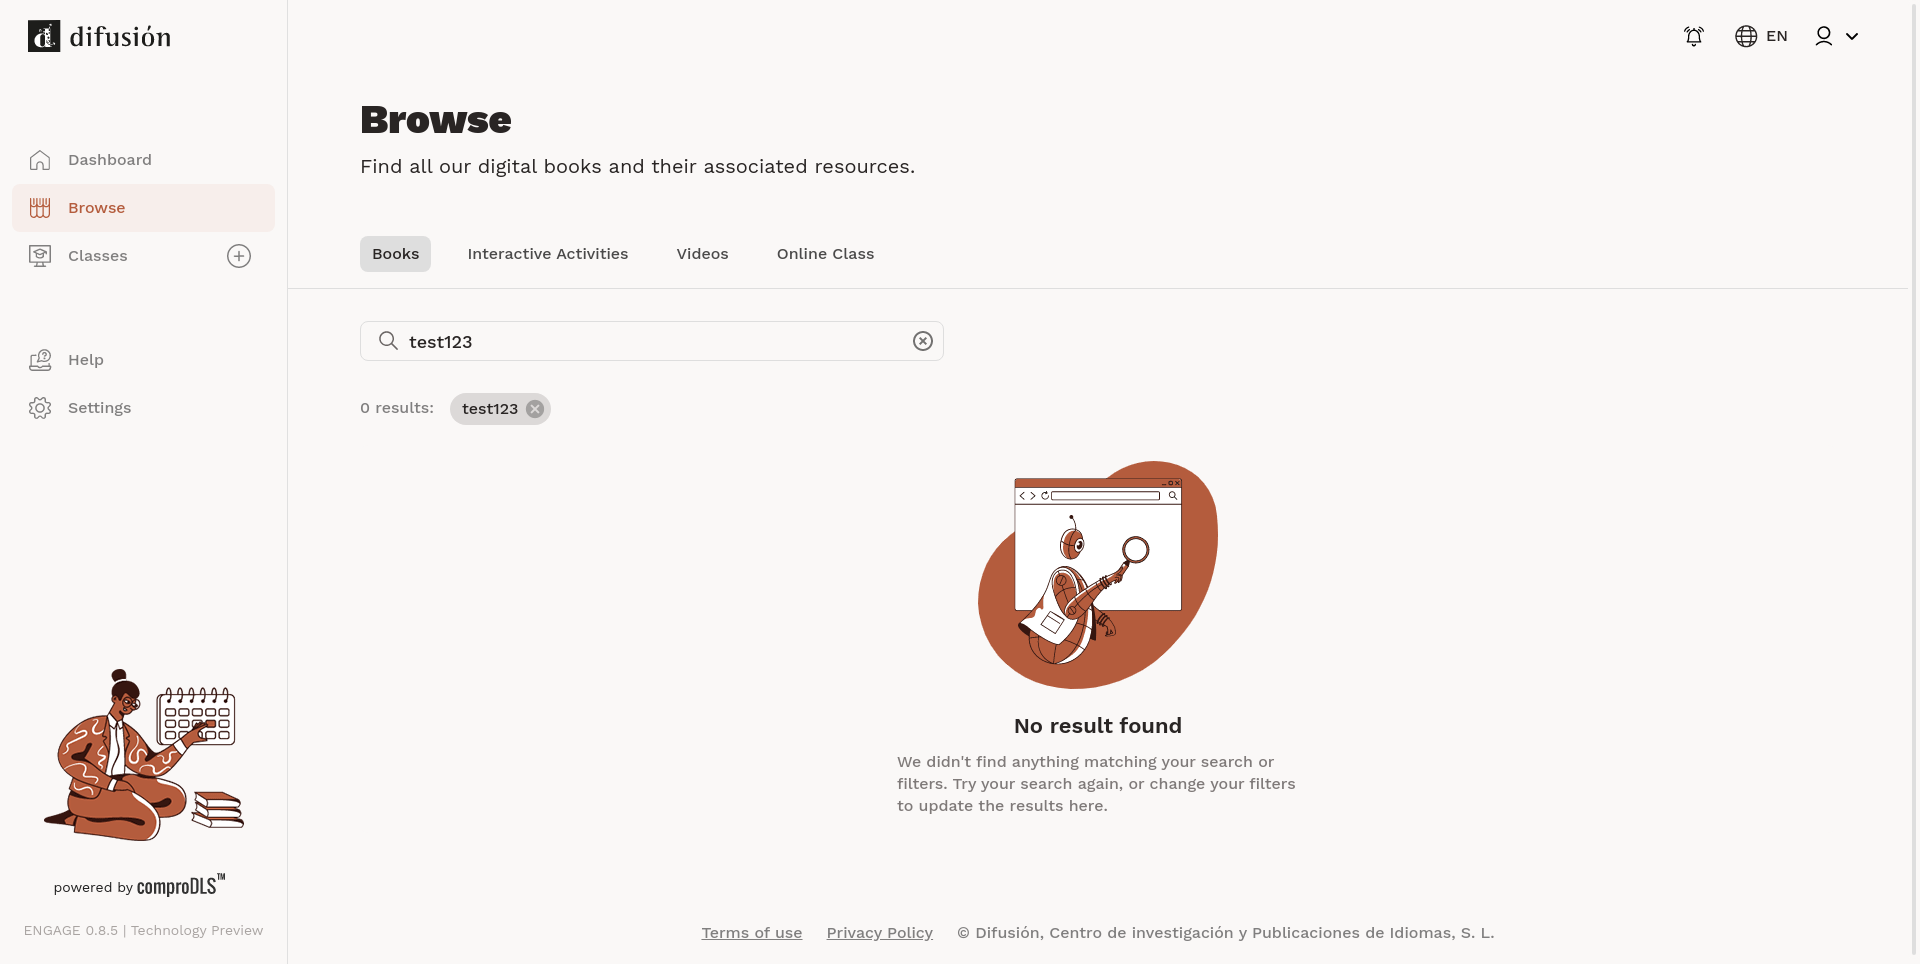 difusión
EN
Browse
Find all our digital books and their associated resources.
Dashboard
Browse
Classes
Help
Settings
Books
Interactive Activities
Videos
Online Class
test123
0 results:
test123
No result found
We didn't find anything matching your search or
filters. Try your search again, or change your filters
to update the results here.
powered by comproDLS™
ENGAGE 0.8.5 | Technology Preview
Terms of use
Privacy Policy
© Difusión, Centro de investigación y Publicaciones de Idiomas, S. L.